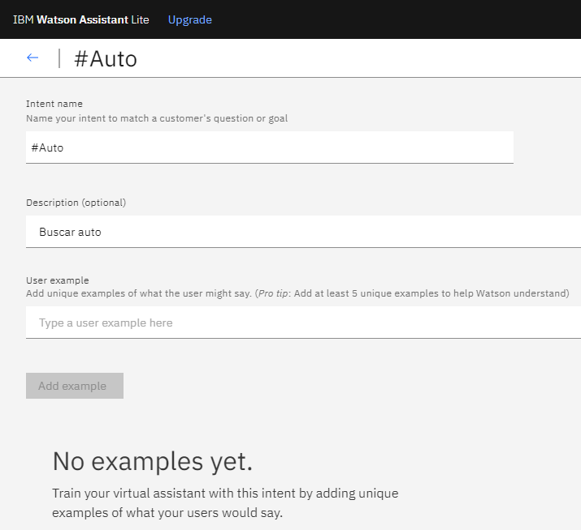 IBM Watson Assistant Lite Upgrade
#Auto
Intent name
Name your intent to match a customer's question or goal
#Auto
Description (optional)
Buscar auto
User example
Add unique examples of what the user might say. (Pro tip: Add at least 5 unique examples to help Watson understand)
Type a user example here
Add example
No examples yet.
Train your virtual assistant with this intent by adding unique
examples of what your users would say.